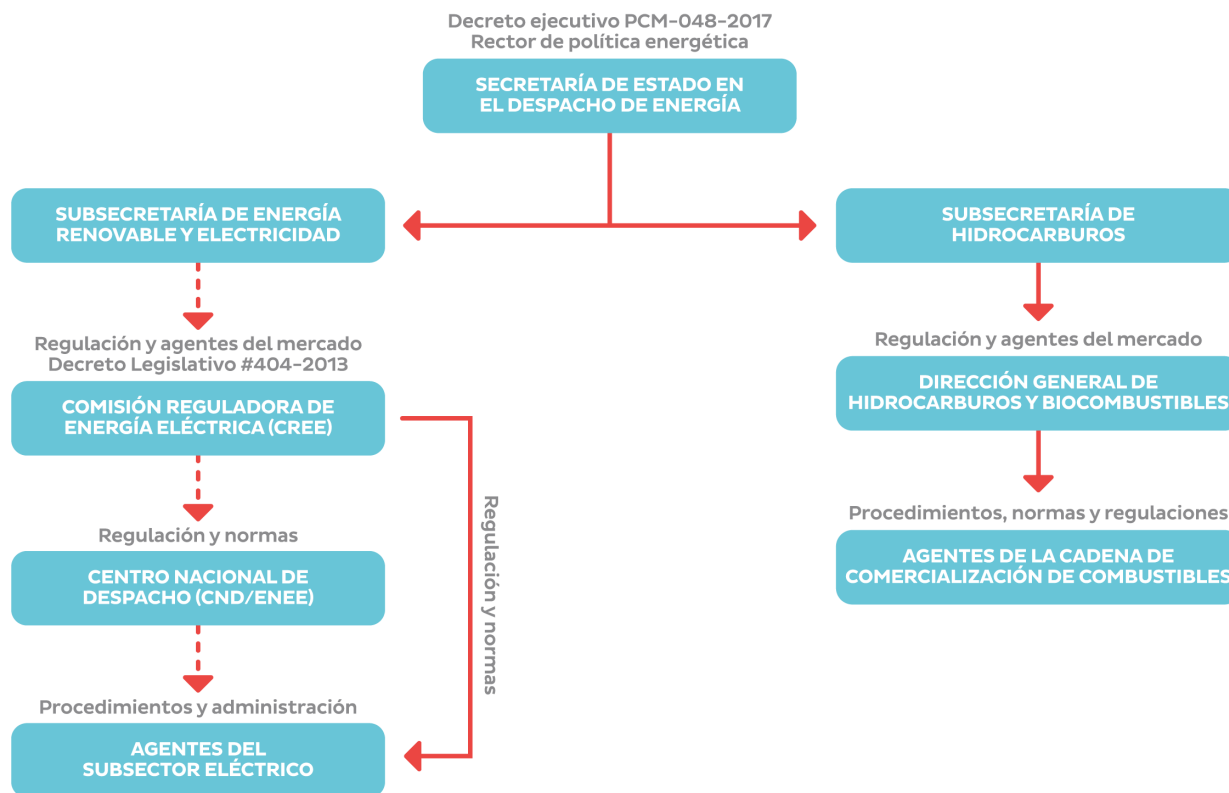 Decreto ejecutivo PCM-048-2017
Rector de política energética
SECRETARÍA DE ESTADO EN
EL DESPACHO DE ENERGÍA
SUBSECRETARÍA DE ENERGÍA
RENOVABLE Y ELECTRICIDAD
SUBSECRETARÍA DE
HIDROCARBUROS
Regulación y agentes del mercado
Decreto Legislativo #404-2013
COMISIÓN REGULADORA DE
ENERGÍA ELÉCTRICA (CREE)
Regulación y agentes del mercado
DIRECCIÓN GENERAL DE
HIDROCARBUROS Y BIOCOMBUSTIBLES
Regulación y normas
Regulación y normas
CENTRO NACIONAL DE
DESPACHO (CND/ENEE)
Procedimientos, normas y regulaciones
AGENTES DE LA CADENA DE
COMERCIALIZACIÓN DE COMBUSTIBLES
Procedimientos y administración
AGENTES DEL
SUBSECTOR ELÉCTRICO